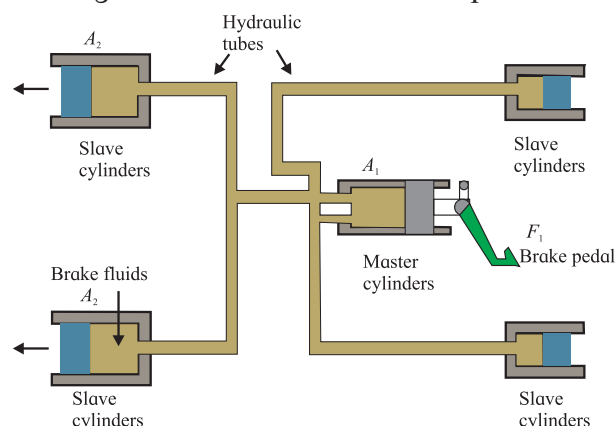 Hydraulic
tubes
A₂
Slave
cylinders
Slave
cylinders
A₁
F₁
Brake pedal
Master
cylinders
Brake fluids
A₂
Slave
cylinders
Slave
cylinders